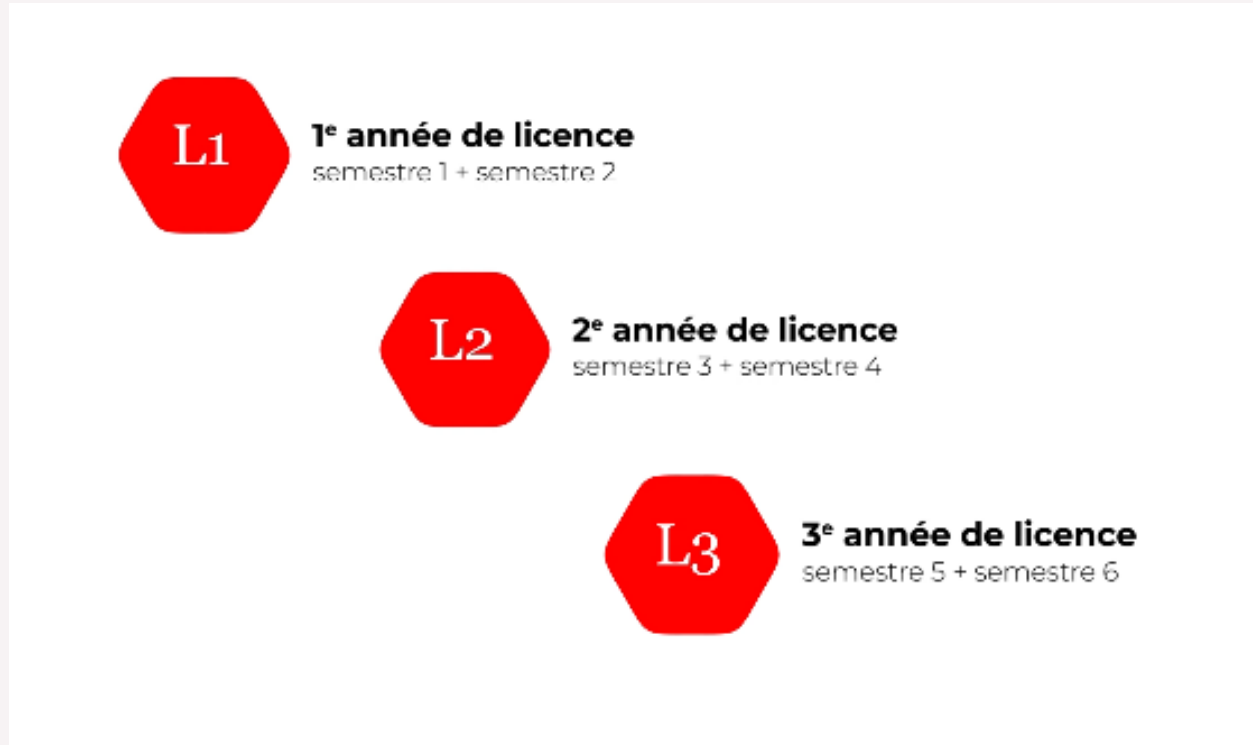 L1
1e année de licence
semestre 1 + semestre 2
L2
2e année de licence
semestre 3 + semestre 4
L3
3e année de licence
semestre 5 + semestre 6